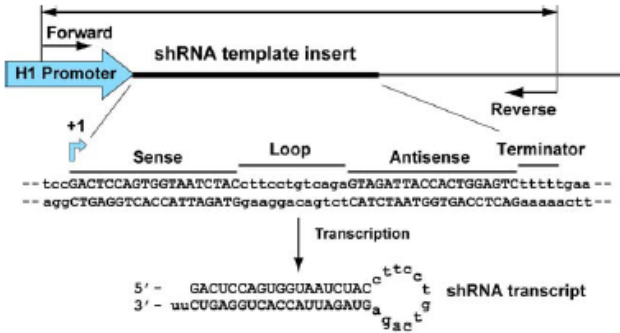 Forward
shRNA template insert
H1 Promoter
Reverse
+1
Sense Loop Antisense Terminator
-- tccGACTCCAGTGGTAATCTACcttcctgtcagaGTAGATTACCACTGGAGTCtttttgaa --
-- aggCTGAGGTCACCATTAGATGgaaggacagtctCATCTAATGGTGACCTCAGaaaaactt --
Transcription
5'- GACUCCAGUGGUAAUCUACcttcctgtcaga
3'- uuCUGAGGUCACCAUUAGAUG
shRNA transcript